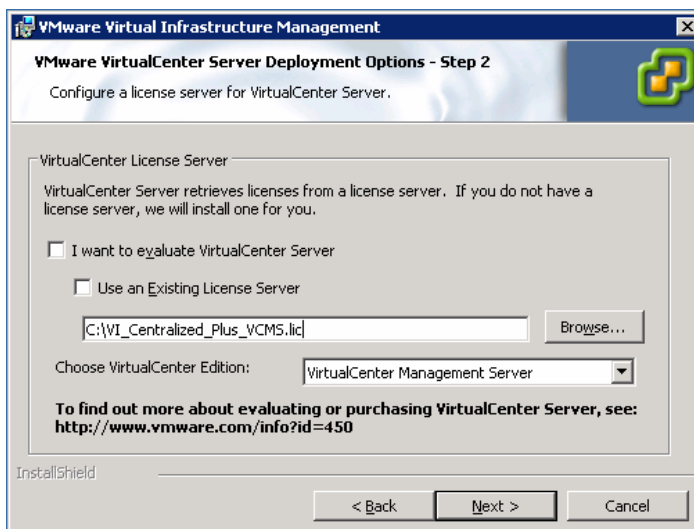 VMware Virtual Infrastructure Management
VMware VirtualCenter Server Deployment Options - Step 2
Configure a license server for VirtualCenter Server.
VirtualCenter License Server
VirtualCenter Server retrieves licenses from a license server. If you do not have a
license server, we will install one for you.
I want to evaluate VirtualCenter Server
Use an Existing License Server
C:\VI_Centralized_Plus_VCMS.lic
Browse...
Choose VirtualCenter Edition:
VirtualCenter Management Server
To find out more about evaluating or purchasing VirtualCenter Server, see:
http://www.vmware.com/info?id=450
InstallShield
< Back
Next >
Cancel